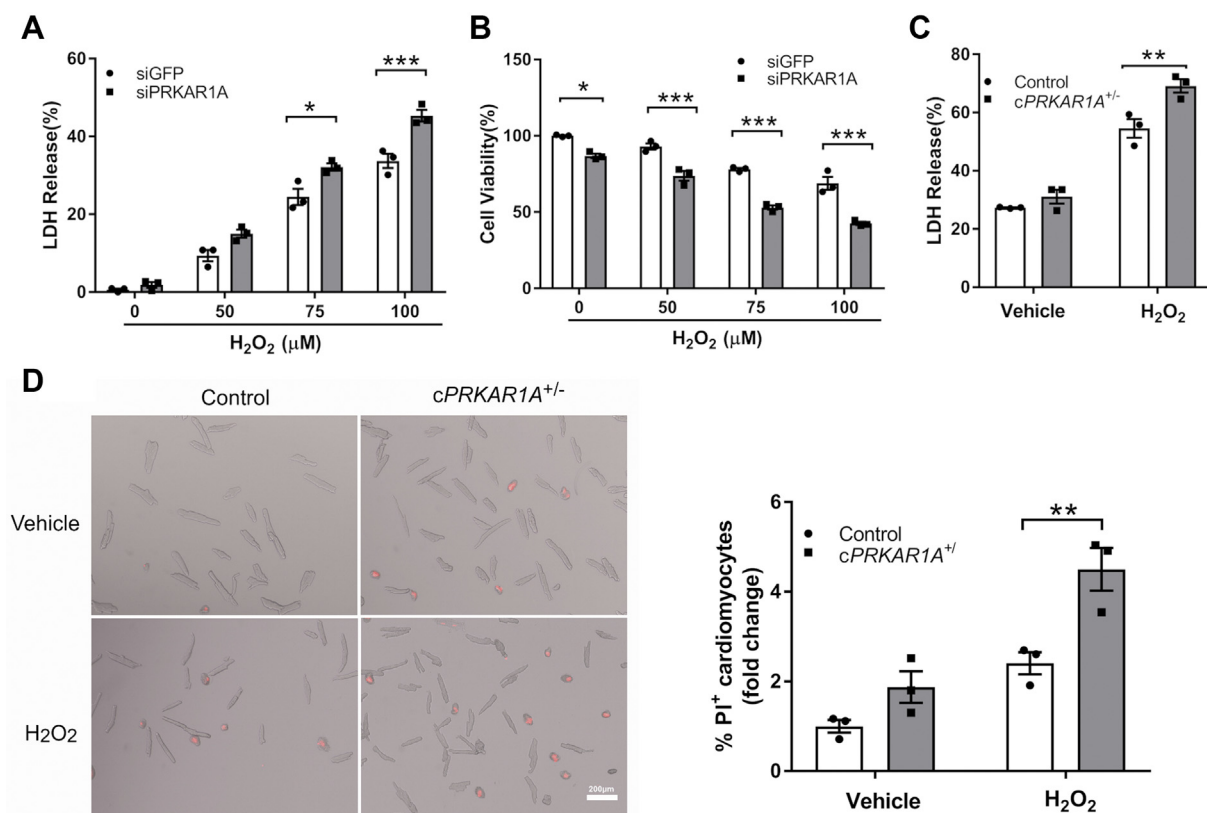 A
LDH Release(%)
60
40
20
0
siGFP
siPRKAR1A
*
***
0 50 75 100
H₂O₂ (μM)
B
Cell Viability(%)
150
100
50
0
siGFP
siPRKAR1A
*
***
***
***
0 50 75 100
H₂O₂ (μM)
C
LDH Release(%)
80
60
40
20
0
Control
cPRKAR1A⁺/⁻
**
Vehicle H₂O₂
D
Control cPRKAR1A⁺/⁻
Vehicle
H₂O₂
200μm
% PI⁺ cardiomyocytes
(fold change)
6
4
2
0
Control
cPRKAR1A⁺/
**
Vehicle H₂O₂